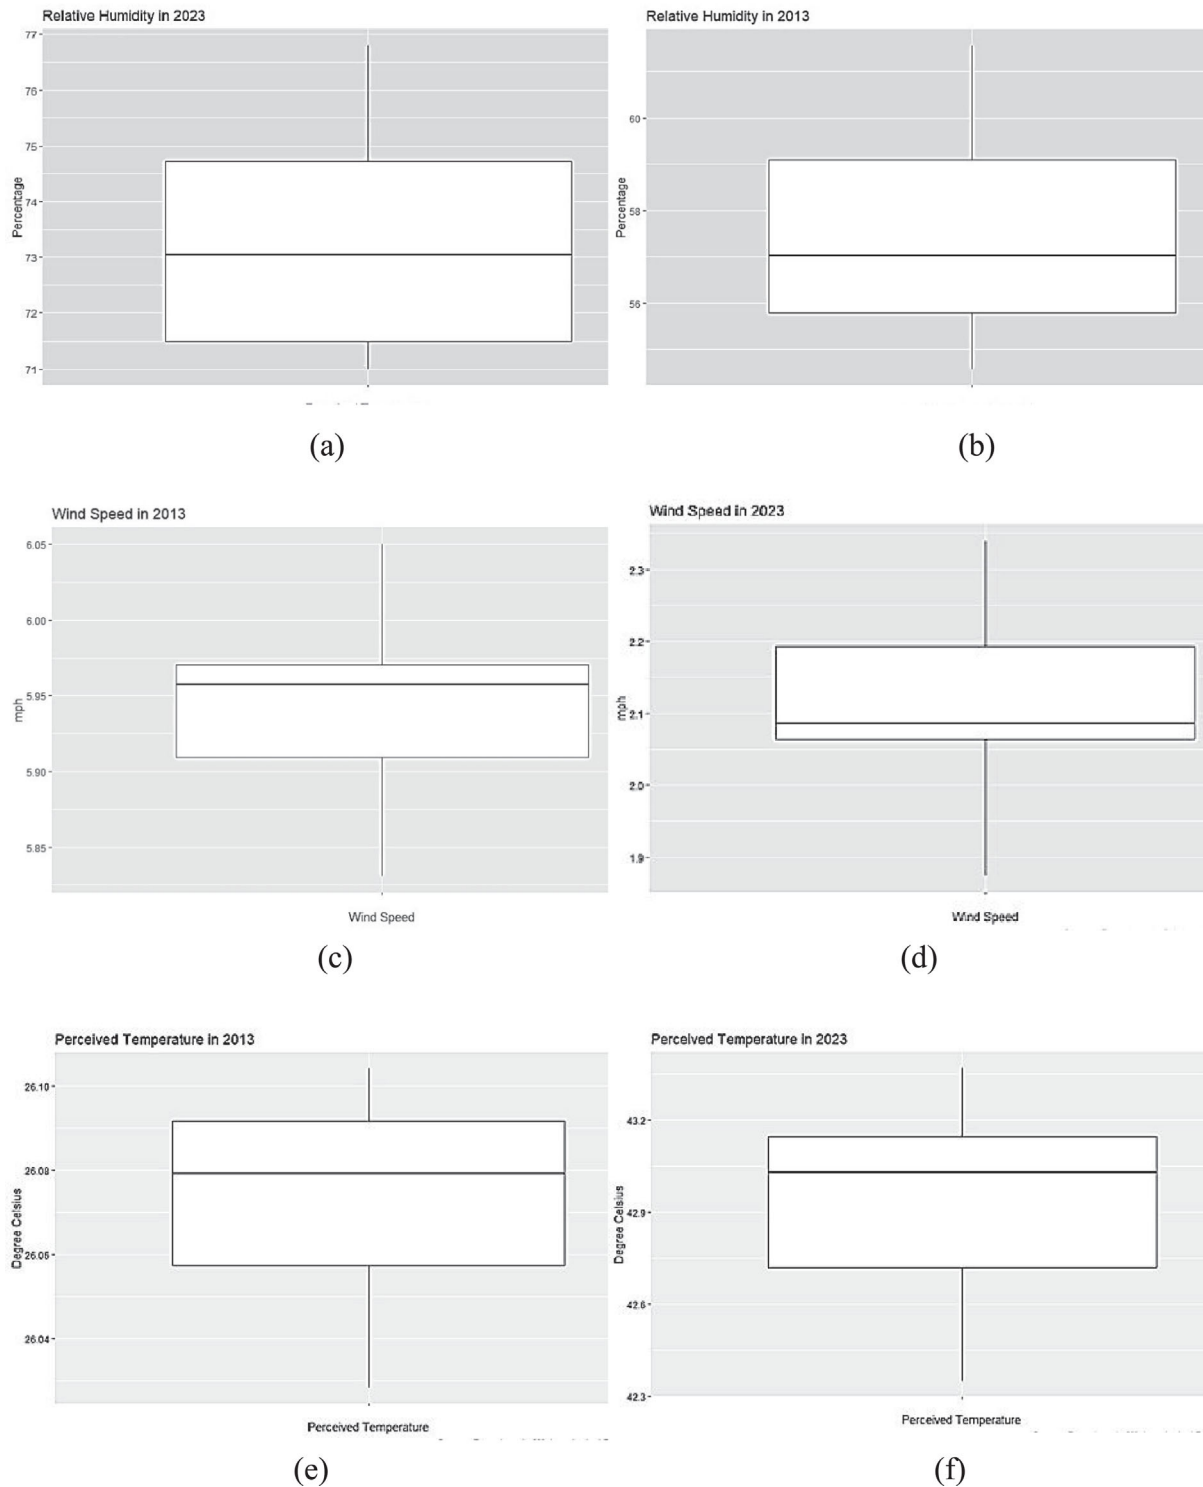 Relative Humidity in 2023
77
76
75
74
73
72
71
Percentage
(a)
Relative Humidity in 2013
60
58
56
Percentage
(b)
Wind Speed in 2013
6.05
6.00
5.95
5.90
5.85
mph
Wind Speed
(c)
Wind Speed in 2023
2.3
2.2
2.1
2.0
1.9
mph
Wind Speed
(d)
Perceived Temperature in 2013
26.10
26.08
26.06
26.04
Degree Celsius
Perceived Temperature
(e)
Perceived Temperature in 2023
43.2
42.9
42.6
42.3
Degree Celsius
Perceived Temperature
(f)